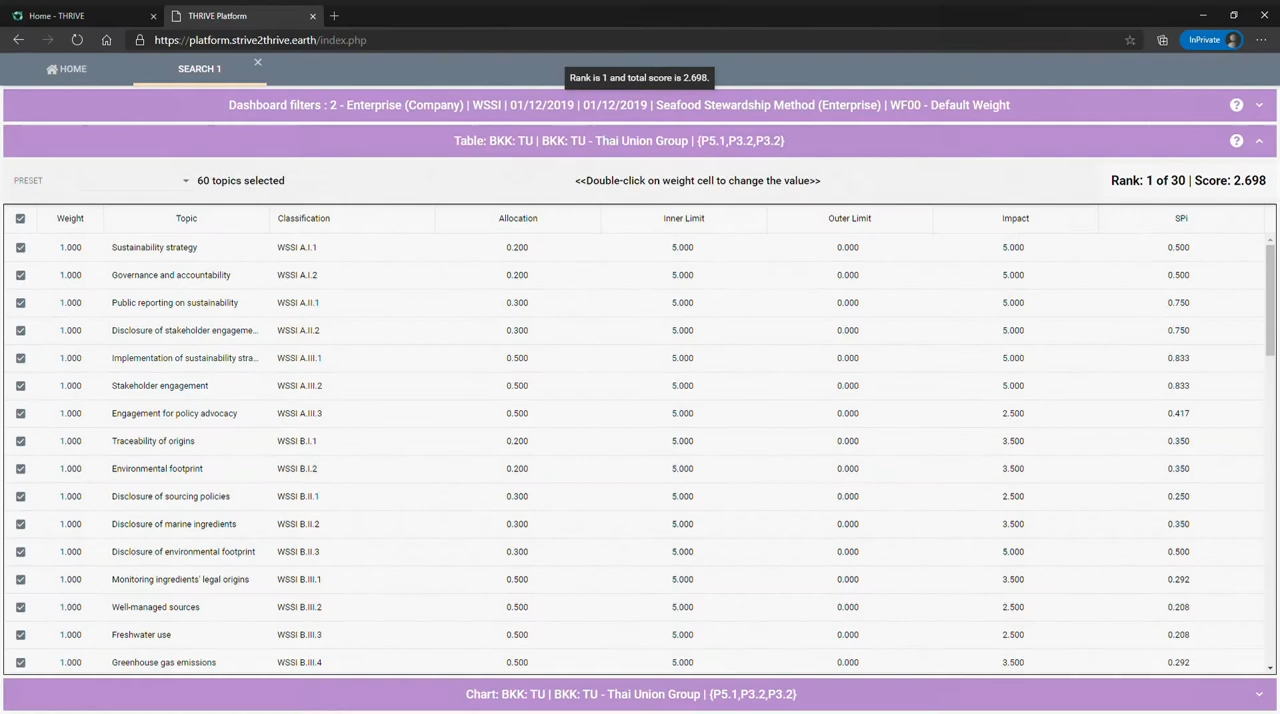 Home - THRIVE
THRIVE Platform
https://platform.strive2thrive.earth/index.php
InPrivate
HOME
SEARCH 1
Rank is 1 and total score is 2.698.
Dashboard filters : 2 - Enterprise (Company) | WSSI | 01/12/2019 | 01/12/2019 | Seafood Stewardship Method (Enterprise) | WF00 - Default Weight
Table: BKK: TU | BKK: TU - Thai Union Group | {P5.1,P3.2,P3.2}
PRESET 60 topics selected <<Double-click on weight cell to change the value>> Rank: 1 of 30 | Score: 2.698
Weight Topic Classification Allocation Inner Limit Outer Limit Impact SPi
1.000 Sustainability strategy WSSI A.I.1 0.200 5.000 0.000 5.000 0.500
1.000 Governance and accountability WSSI A.I.2 0.200 5.000 0.000 5.000 0.500
1.000 Public reporting on sustainability WSSI A.II.1 0.300 5.000 0.000 5.000 0.750
1.000 Disclosure of stakeholder engageme... WSSI A.II.2 0.300 5.000 0.000 5.000 0.750
1.000 Implementation of sustainability stra... WSSI A.III.1 0.500 5.000 0.000 5.000 0.833
1.000 Stakeholder engagement WSSI A.III.2 0.500 5.000 0.000 5.000 0.833
1.000 Engagement for policy advocacy WSSI A.III.3 0.500 5.000 0.000 2.500 0.417
1.000 Traceability of origins WSSI B.I.1 0.200 5.000 0.000 3.500 0.350
1.000 Environmental footprint WSSI B.I.2 0.200 5.000 0.000 3.500 0.350
1.000 Disclosure of sourcing policies WSSI B.II.1 0.300 5.000 0.000 2.500 0.250
1.000 Disclosure of marine ingredients WSSI B.II.2 0.300 5.000 0.000 3.500 0.350
1.000 Disclosure of environmental footprint WSSI B.II.3 0.300 5.000 0.000 5.000 0.500
1.000 Monitoring ingredients' legal origins WSSI B.III.1 0.500 5.000 0.000 3.500 0.292
1.000 Well-managed sources WSSI B.III.2 0.500 5.000 0.000 2.500 0.208
1.000 Freshwater use WSSI B.III.3 0.500 5.000 0.000 2.500 0.208
1.000 Greenhouse gas emissions WSSI B.III.4 0.500 5.000 0.000 3.500 0.292
Chart: BKK: TU | BKK: TU - Thai Union Group | {P5.1,P3.2,P3.2}